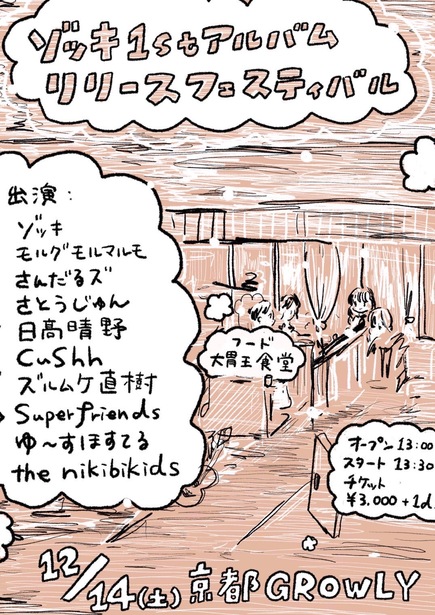 ゾッキ1stアルバム
リリースフェスティバル
出演：
ゾッキ
モルグモルマルモ
さんだるズ
さとうじゅん
日髙晴野
CuShh
ズルムケ直樹
Superfriends
ゆ〜すほすてる
the nikibikids
フード
大胃王食堂
オープン 13:00
スタート 13:30
チケット
¥3,000+1d
12/14(土) 京都GROWLY